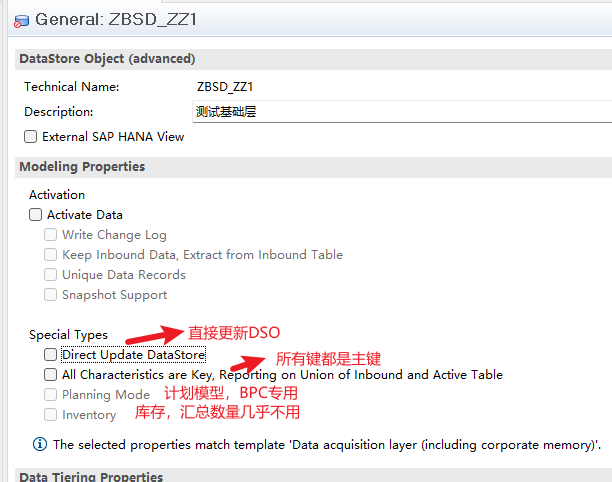 General: ZBSD_ZZ1
DataStore Object (advanced)
Technical Name: ZBSD_ZZ1
Description: 测试基础层
External SAP HANA View
Modeling Properties
Activation
Activate Data
Write Change Log
Keep Inbound Data, Extract from Inbound Table
Unique Data Records
Snapshot Support
Special Types
直接更新DSO
Direct Update DataStore
所有键都是主键
All Characteristics are Key, Reporting on Union of Inbound and Active Table
Planning Mode 计划模型，BPC专用
Inventory 库存，汇总数量几乎不用
The selected properties match template 'Data acquisition layer (including corporate memory)'.
Data Tiering Properties